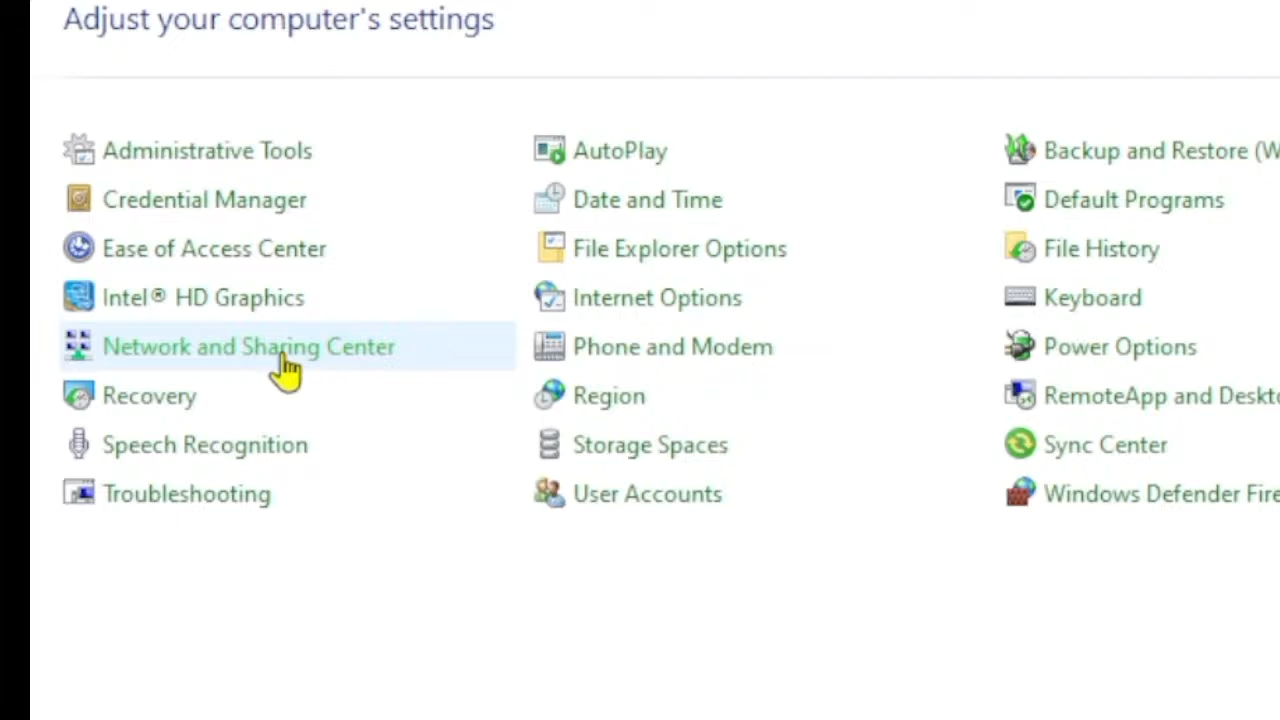 Adjust your computer's settings
Administrative Tools
AutoPlay
Backup and Restore (W
Credential Manager
Date and Time
Default Programs
Ease of Access Center
File Explorer Options
File History
Intel® HD Graphics
Internet Options
Keyboard
Network and Sharing Center
Phone and Modem
Power Options
Recovery
Region
RemoteApp and Deskto
Speech Recognition
Storage Spaces
Sync Center
Troubleshooting
User Accounts
Windows Defender Fire